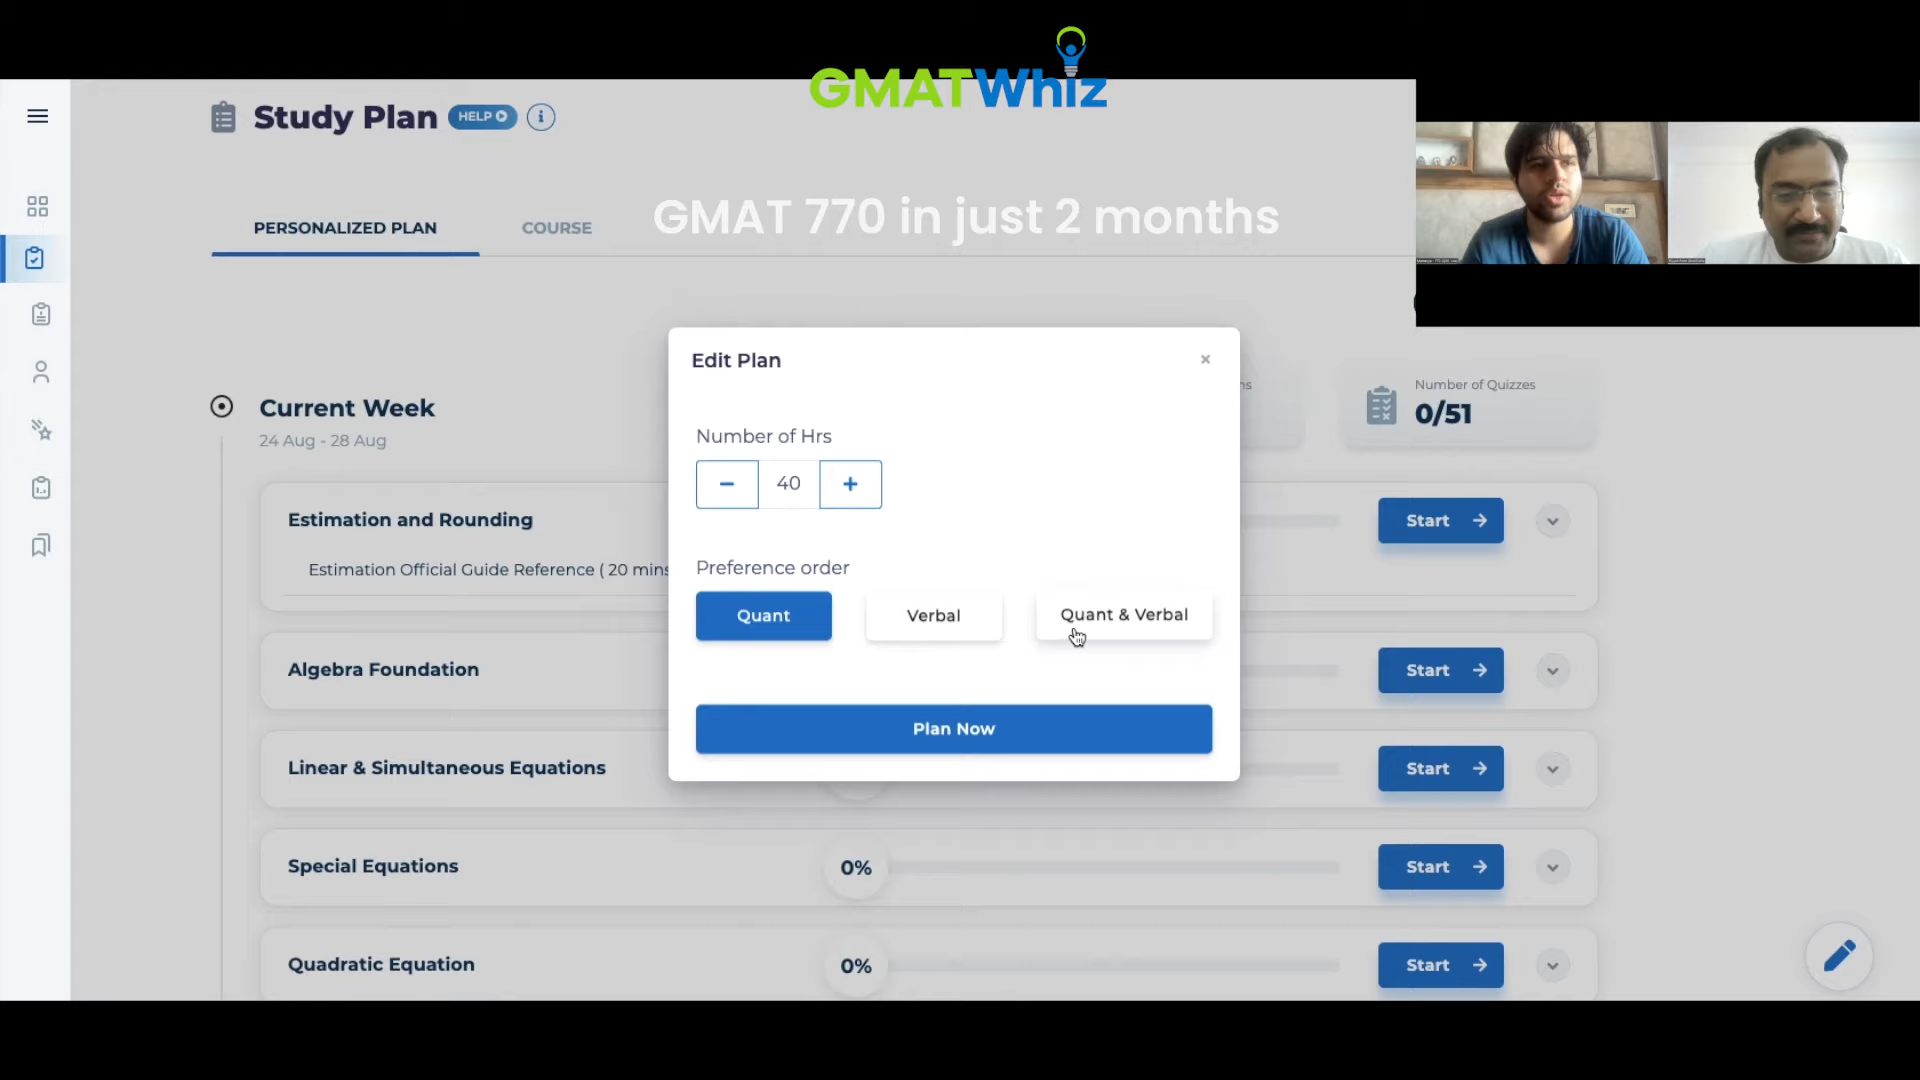 GMATWhiz
Study Plan
HELP
i
GMAT 770 in just 2 months
PERSONALIZED PLAN
COURSE
Edit Plan
×
Number of Quizzes
0/51
Current Week
24 Aug - 28 Aug
Number of Hrs
− 40 +
Estimation and Rounding
Start
Estimation Official Guide Reference ( 20 mins
Preference order
Quant
Verbal
Quant & Verbal
Algebra Foundation
Start
Plan Now
Linear & Simultaneous Equations
Start
Special Equations
0%
Start
Quadratic Equation
0%
Start